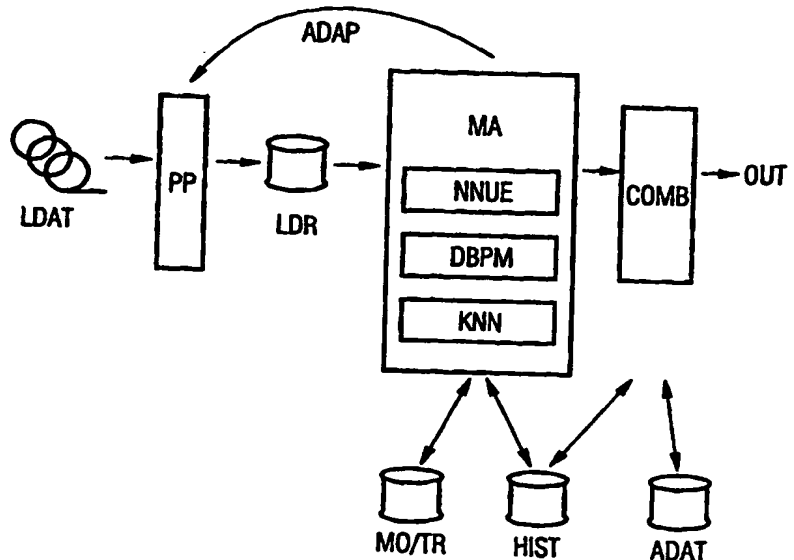 ADAP
LDAT
PP
LDR
MA
NNUE
DBPM
KNN
COMB
OUT
MO/TR
HIST
ADAT